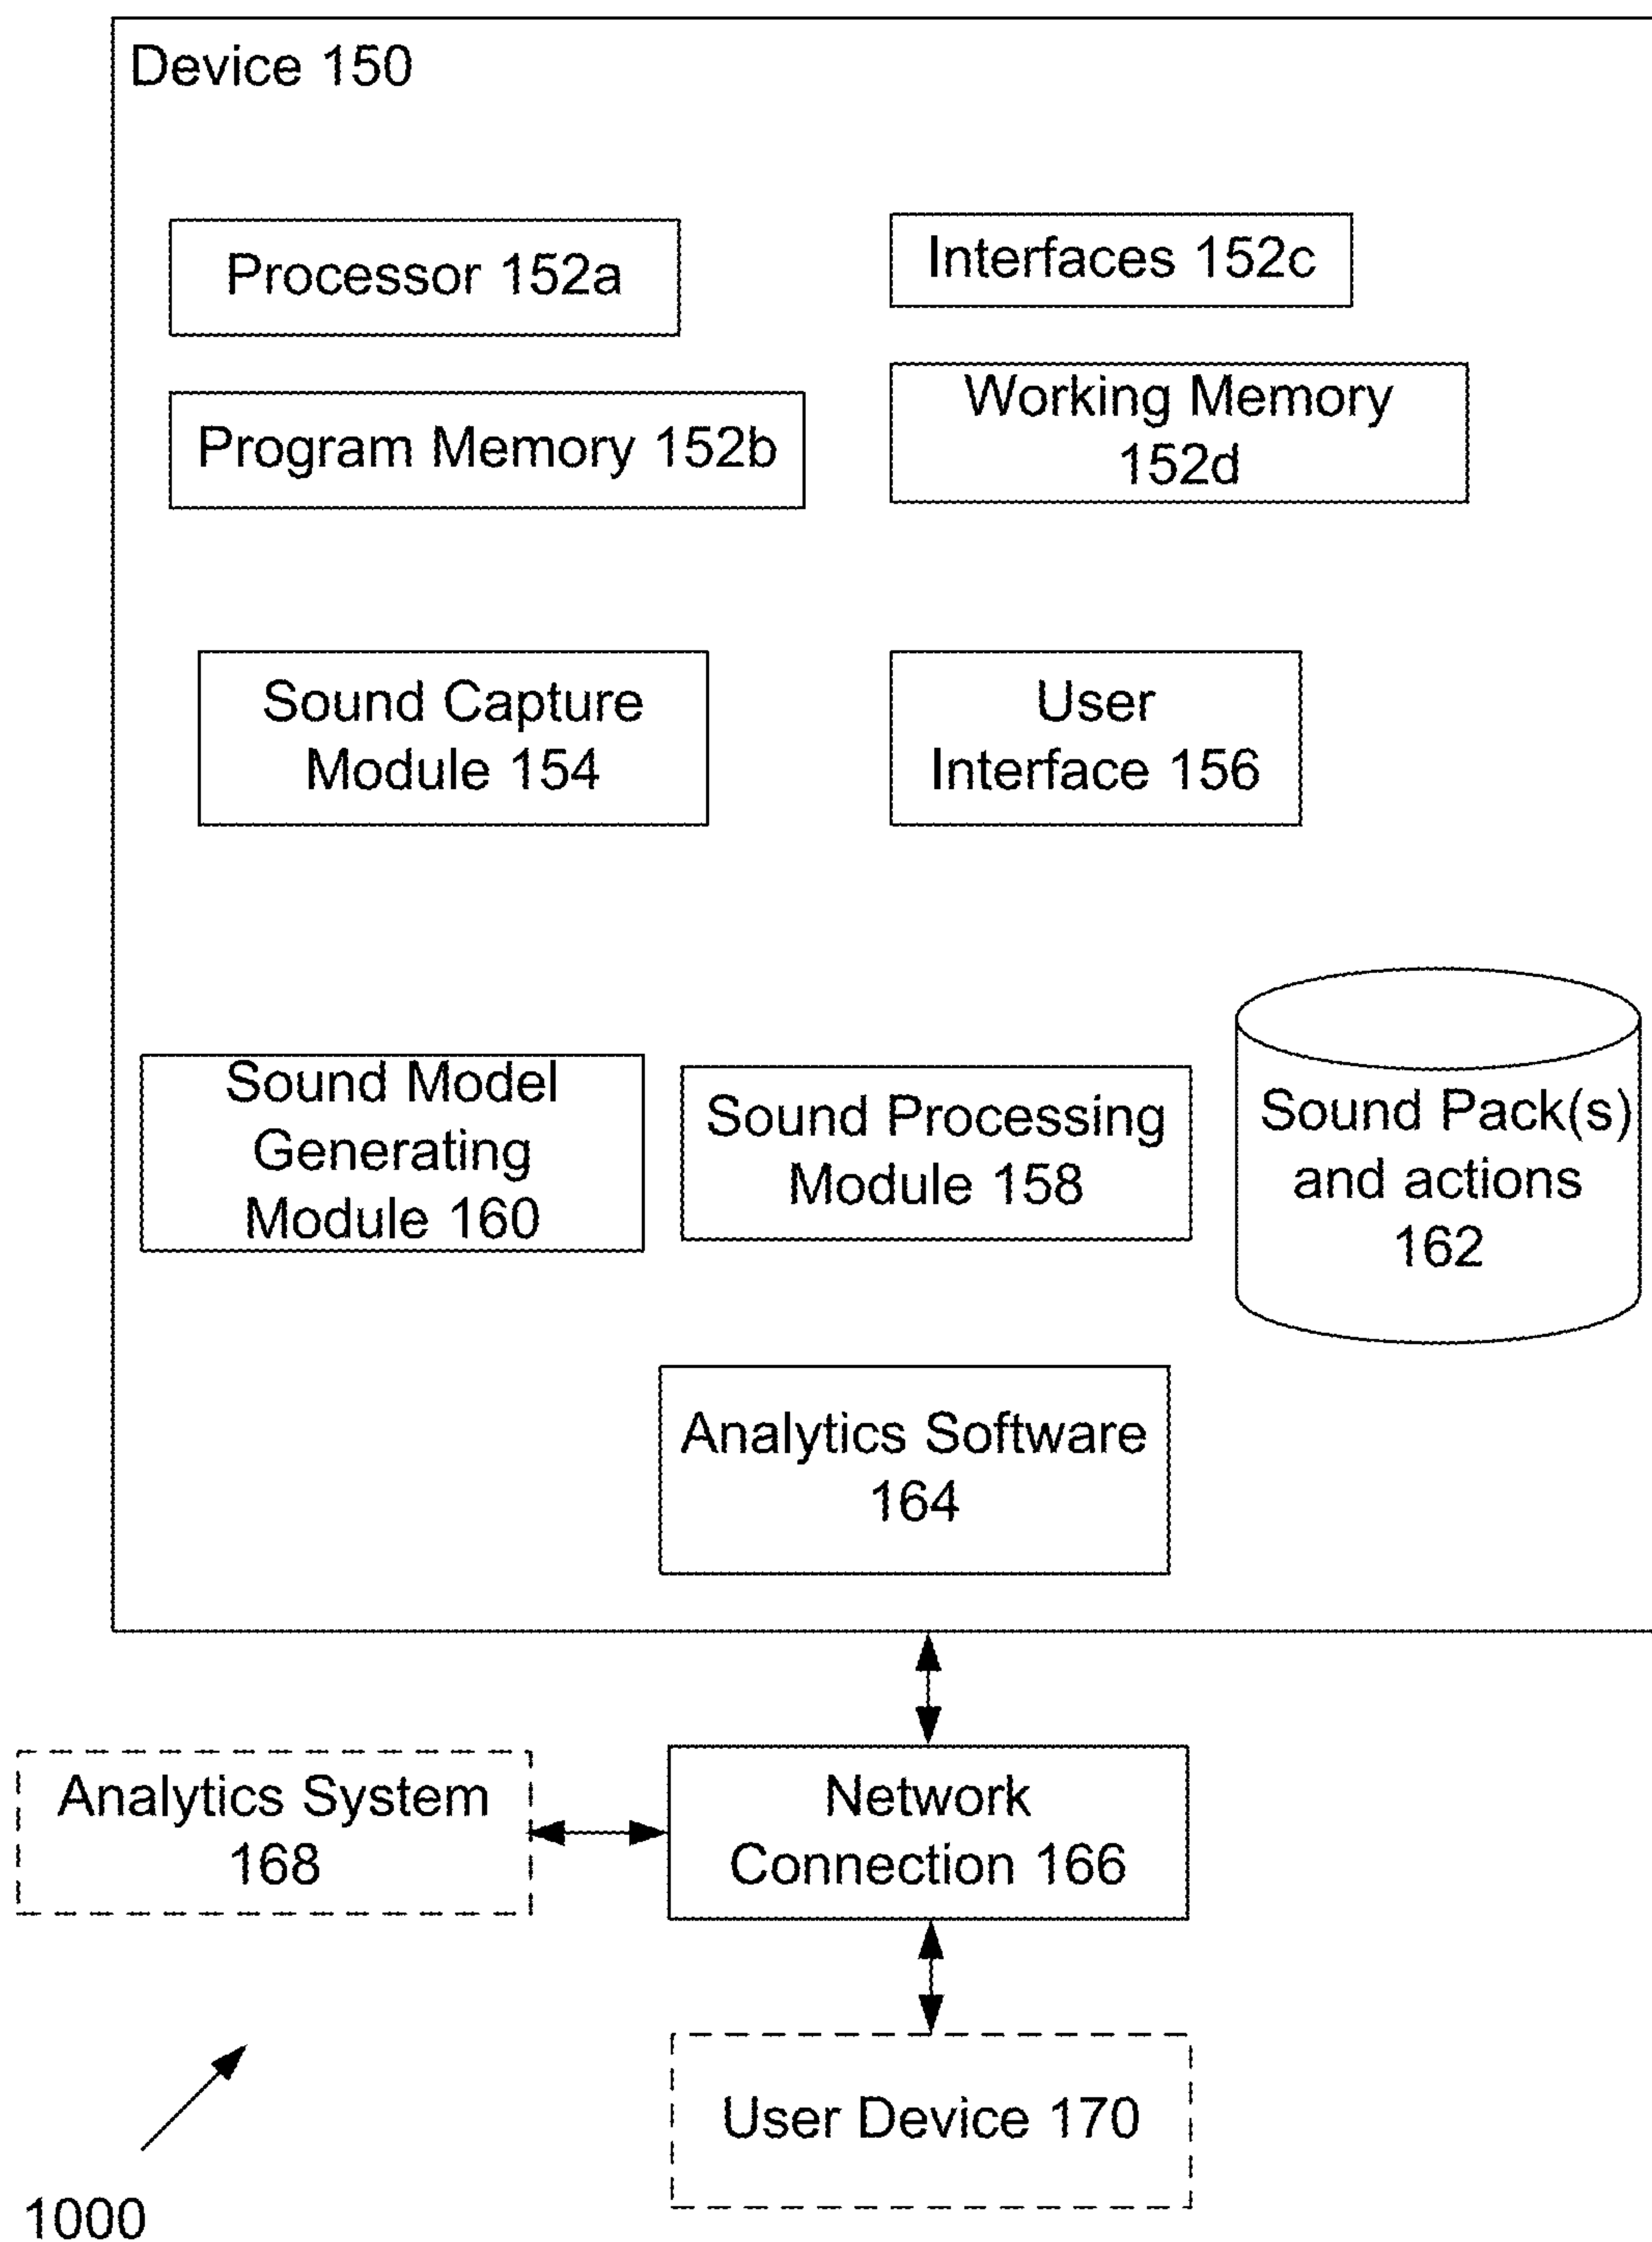 Device 150
Processor 152a
Interfaces 152c
Program Memory 152b
Working Memory
152d
Sound Capture
Module 154
User
Interface 156
Sound Model
Generating
Module 160
Sound Processing
Module 158
Sound Pack(s)
and actions
162
Analytics Software
164
Analytics System
168
Network
Connection 166
User Device 170
1000